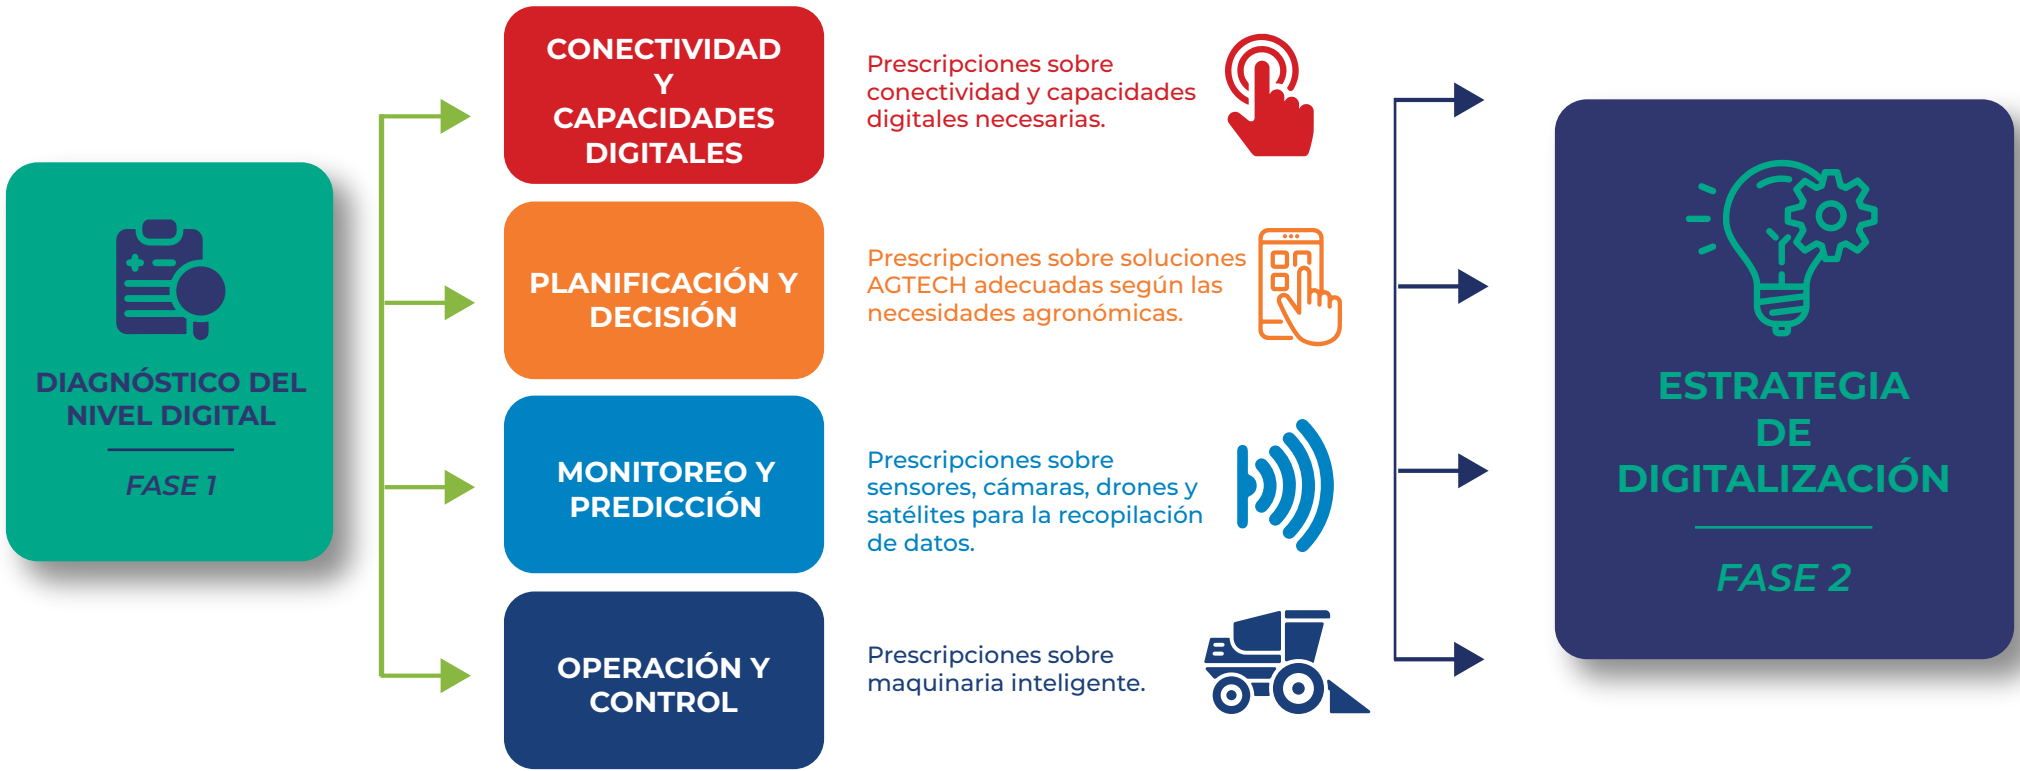 DIAGNÓSTICO DEL
NIVEL DIGITAL
FASE 1
CONECTIVIDAD
Y
CAPACIDADES
DIGITALES
Prescripciones sobre
conectividad y capacidades
digitales necesarias.
PLANIFICACIÓN Y
DECISIÓN
Prescripciones sobre soluciones
AGTECH adecuadas según las
necesidades agronómicas.
MONITOREO Y
PREDICCIÓN
Prescripciones sobre
sensores, cámaras, drones y
satélites para la recopilación
de datos.
OPERACIÓN Y
CONTROL
Prescripciones sobre
maquinaria inteligente.
ESTRATEGIA
DE
DIGITALIZACIÓN
FASE 2